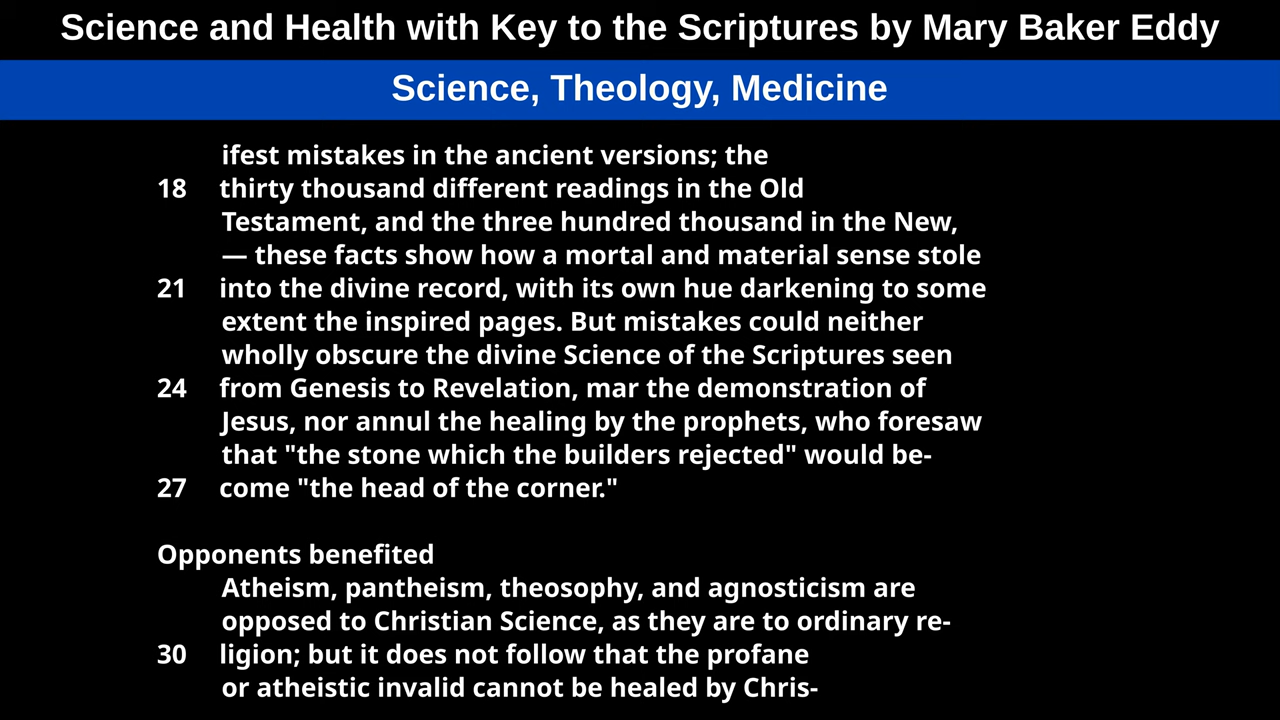 Science and Health with Key to the Scriptures by Mary Baker Eddy
Science, Theology, Medicine
ifest mistakes in the ancient versions; the
18 thirty thousand different readings in the Old
Testament, and the three hundred thousand in the New,
— these facts show how a mortal and material sense stole
21 into the divine record, with its own hue darkening to some
extent the inspired pages. But mistakes could neither
wholly obscure the divine Science of the Scriptures seen
24 from Genesis to Revelation, mar the demonstration of
Jesus, nor annul the healing by the prophets, who foresaw
that "the stone which the builders rejected" would be-
27 come "the head of the corner."
Opponents benefited
Atheism, pantheism, theosophy, and agnosticism are
opposed to Christian Science, as they are to ordinary re-
30 ligion; but it does not follow that the profane
or atheistic invalid cannot be healed by Chris-